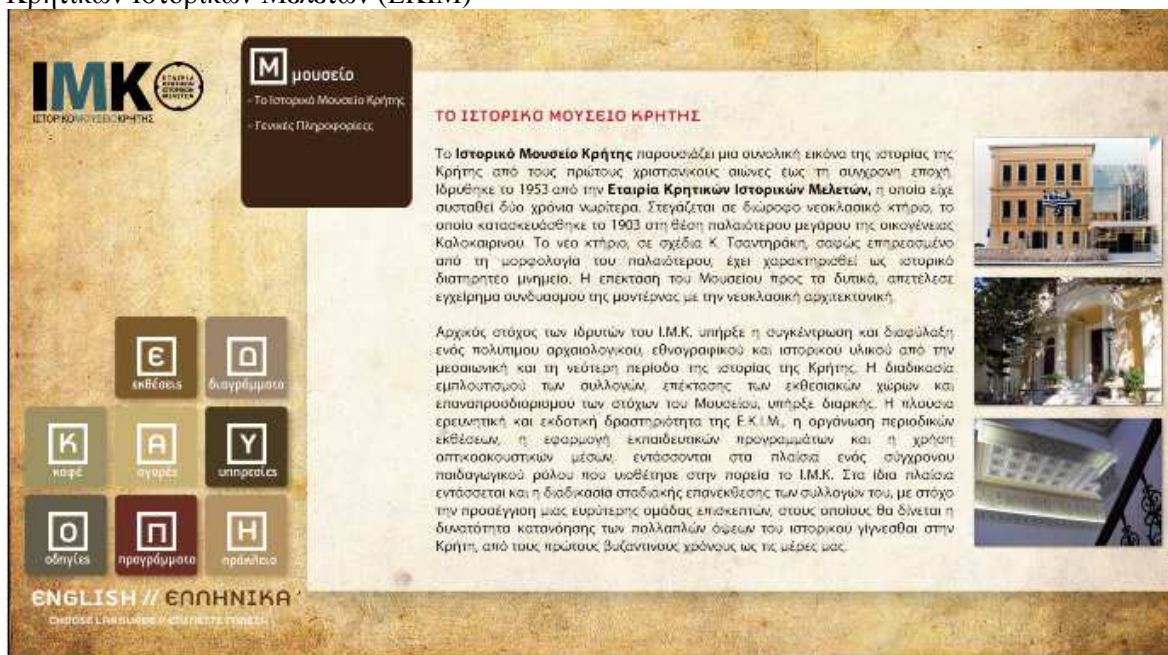 Κρητικών Ιστορικών Μελετών (ΕΚΙΜ)
ΙΜΚ
ΕΤΑΙΡΙΑ
ΚΡΗΤΙΚΩΝ
ΙΣΤΟΡΙΚΩΝ
ΜΕΛΕΤΩΝ
ΙΣΤΟΡΙΚΟΜΟΥΣΕΙΟΚΡΗΤΗΣ
Μ μουσείο
- Το Ιστορικό Μουσείο Κρήτης
- Γενικές Πληροφορίες
ΤΟ ΙΣΤΟΡΙΚΟ ΜΟΥΣΕΙΟ ΚΡΗΤΗΣ
Το Ιστορικό Μουσείο Κρήτης παρουσιάζει μια συνολική εικόνα της ιστορίας της
Κρήτης από τους πρώτους χριστιανικούς αιώνες έως τη σύγχρονη εποχή.
Ιδρύθηκε το 1953 από την Εταιρία Κρητικών Ιστορικών Μελετών, η οποία είχε
συσταθεί δύο χρόνια νωρίτερα. Στεγάζεται σε διώροφο νεοκλασικό κτήριο, το
οποίο κατασκευάσθηκε το 1903 στη θέση παλαιότερου μεγάρου της οικογένειας
Καλοκαιρινού. Το νέο κτήριο, σε σχέδια Κ. Τσαντηράκη, σαφώς επηρεασμένο
από τη μορφολογία του παλαιότερου, έχει χαρακτηρισθεί ως ιστορικό
διατηρητέο μνημείο. Η επέκταση του Μουσείου προς τα δυτικά, απετέλεσε
εγχείρημα συνδυασμού της μοντέρνας με την νεοκλασική αρχιτεκτονική.
Αρχικός στόχος των ιδρυτών του Ι.Μ.Κ. υπήρξε η συγκέντρωση και διαφύλαξη
ενός πολύτιμου αρχαιολογικού, εθνογραφικού και ιστορικού υλικού από την
μεσαιωνική και τη νεότερη περίοδο της ιστορίας της Κρήτης. Η διαδικασία
εμπλουτισμού των συλλογών, επέκτασης των εκθεσιακών χώρων και
επαναπροσδιορισμού των στόχων του Μουσείου, υπήρξε διαρκής. Η πλούσια
ερευνητική και εκδοτική δραστηριότητα της Ε.Κ.Ι.Μ., η οργάνωση περιοδικών
εκθέσεων, η εφαρμογή εκπαιδευτικών προγραμμάτων και η χρήση
οπτικοακουστικών μέσων, εντάσσονται στα πλαίσια ενός σύγχρονου
παιδαγωγικού ρόλου που υιοθέτησε στην πορεία το Ι.Μ.Κ. Στα ίδια πλαίσια
εντάσσεται και η διαδικασία σταδιακής επανέκθεσης των συλλογών του, με στόχο
την προσέγγιση μιας ευρύτερης ομάδας επισκεπτών, στους οποίους θα δίνεται η
δυνατότητα κατανόησης των πολλαπλών όψεων του ιστορικού γίγνεσθαι στην
Κρήτη, από τους πρώτους βυζαντινούς χρόνους ως τις μέρες μας.
Ε εκθέσεις
Δ διαγράμματα
Κ καφέ
Α αγορές
Υ υπηρεσίες
Ο οδηγίες
Π προγράμματα
Η ηράκλειο
ENGLISH // ΕΛΛΗΝΙΚΑ
CHOOSE LANGUAGE // ΕΠΙΛΕΞΤΕ ΓΛΩΣΣΑ